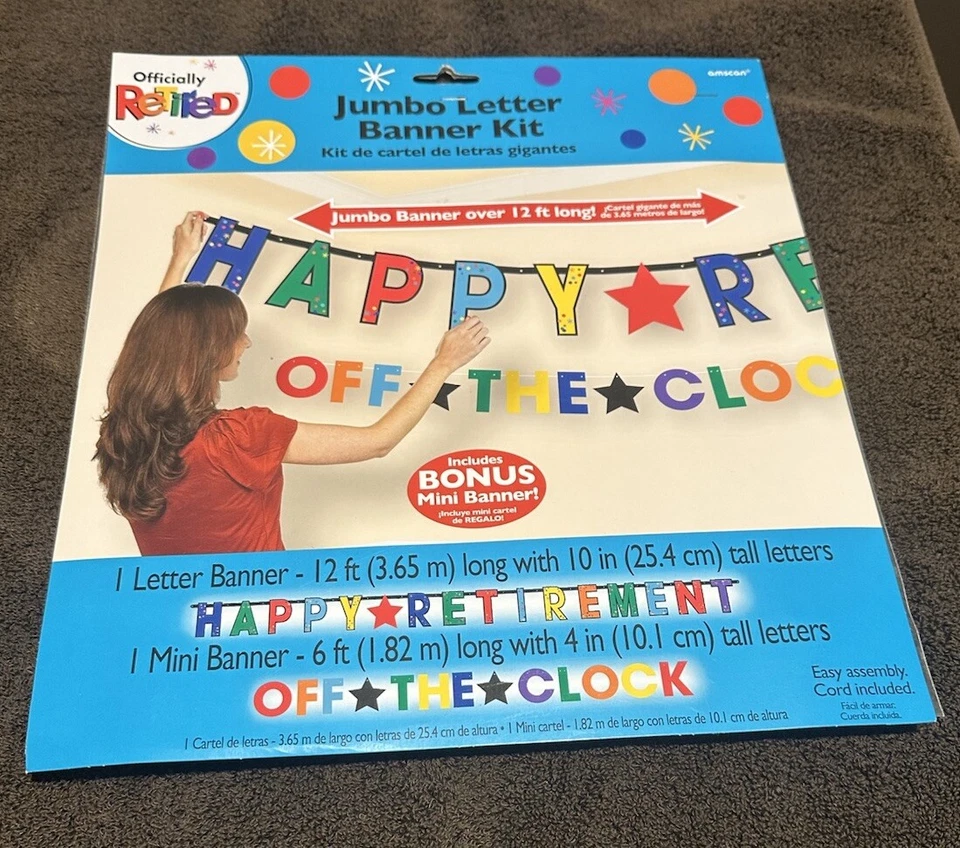 Officially
ReTiReD™
amscan®
Jumbo Letter
Banner Kit
Kit de cartel de letras gigantes
Jumbo Banner over 12 ft long!
¡Cartel gigante de más
de 3.65 metros de largo!
HAPPY★RE
OFF★THE★CLOC
Includes
BONUS
Mini Banner!
¡Incluye mini cartel
de REGALO!
1 Letter Banner - 12 ft (3.65 m) long with 10 in (25.4 cm) tall letters
HAPPY★RETIREMENT
1 Mini Banner - 6 ft (1.82 m) long with 4 in (10.1 cm) tall letters
OFF★THE★CLOCK
Easy assembly.
Cord included.
Fácil de armar.
Cuerda incluida.
1 Cartel de letras - 3.65 m de largo con letras de 25.4 cm de altura • 1 Mini cartel - 1.82 m de largo con letras de 10.1 cm de altura